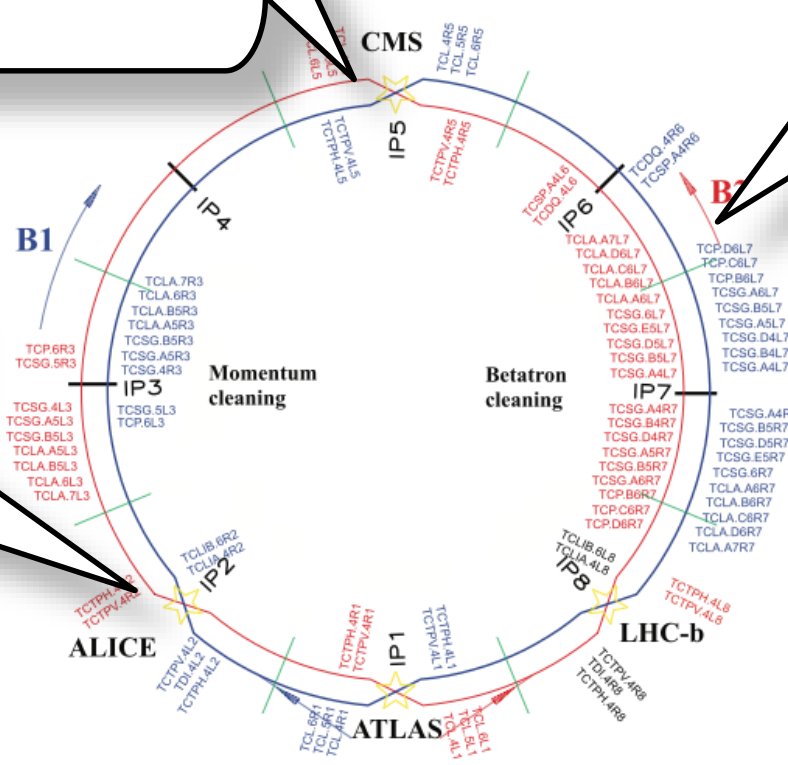 CMS
TCL.4R5
TCL.5R5
TCL.6R5
TCL.6L5
IP5
TCTPV.4L5
TCTPH.4L5
TCTPV.4R5
TCTPH.4R5
TCDQ.4R6
TCSP.A4R6
TCSP.A4L6
TCDQ.4L6
IP6
IP4
B1
TCLA.7R3
TCLA.6R3
TCLA.B5R3
TCLA.A5R3
TCSG.B5R3
TCSG.A5R3
TCSG.4R3
TCP.6R3
TCSG.5R3
IP3
TCSG.5L3
TCP.6L3
TCSG.4L3
TCSG.A5L3
TCSG.B5L3
TCLA.A5L3
TCLA.B5L3
TCLA.6L3
TCLA.7L3
Momentum
cleaning
Betatron
cleaning
TCLA.A7L7
TCLA.D6L7
TCLA.C6L7
TCLA.B6L7
TCLA.A6L7
TCSG.6L7
TCSG.E5L7
TCSG.D5L7
TCSG.B5L7
TCSG.A4L7
IP7
TCSG.A4R7
TCSG.B4R7
TCSG.D4R7
TCSG.A5R7
TCSG.B5R7
TCSG.A6R7
TCP.B6R7
TCP.C6R7
TCP.D6R7
TCP.D6L7
TCP.C6L7
TCP.B6L7
TCSG.A6L7
TCSG.B5L7
TCSG.A5L7
TCSG.D4L7
TCSG.B4L7
TCSG.A4L7
TCSG.B5R7
TCSG.D5R7
TCSG.E5R7
TCSG.6R7
TCLA.A6R7
TCLA.B6R7
TCLA.C6R7
TCLA.D6R7
TCLA.A7R7
TCLIB.6R2
TCLIA.4R2
IP2
TCLIB.6L8
TCLIA.4L8
IP8
ALICE
TCTPV.4L2
TDI.4L2
TCTPH.4L2
TCTPH.4R1
TCTPV.4R1
IP1
TCTPH.4L1
TCTPV.4L1
TCTPH.4L8
TCTPV.4L8
LHC-b
TCTPV.4R8
TDI.4R8
TCTPH.4R8
TCL.6R1
TCL.5R1
TCL.4R1
ATLAS
TCL.6L1
TCL.5L1
TCL.4L1